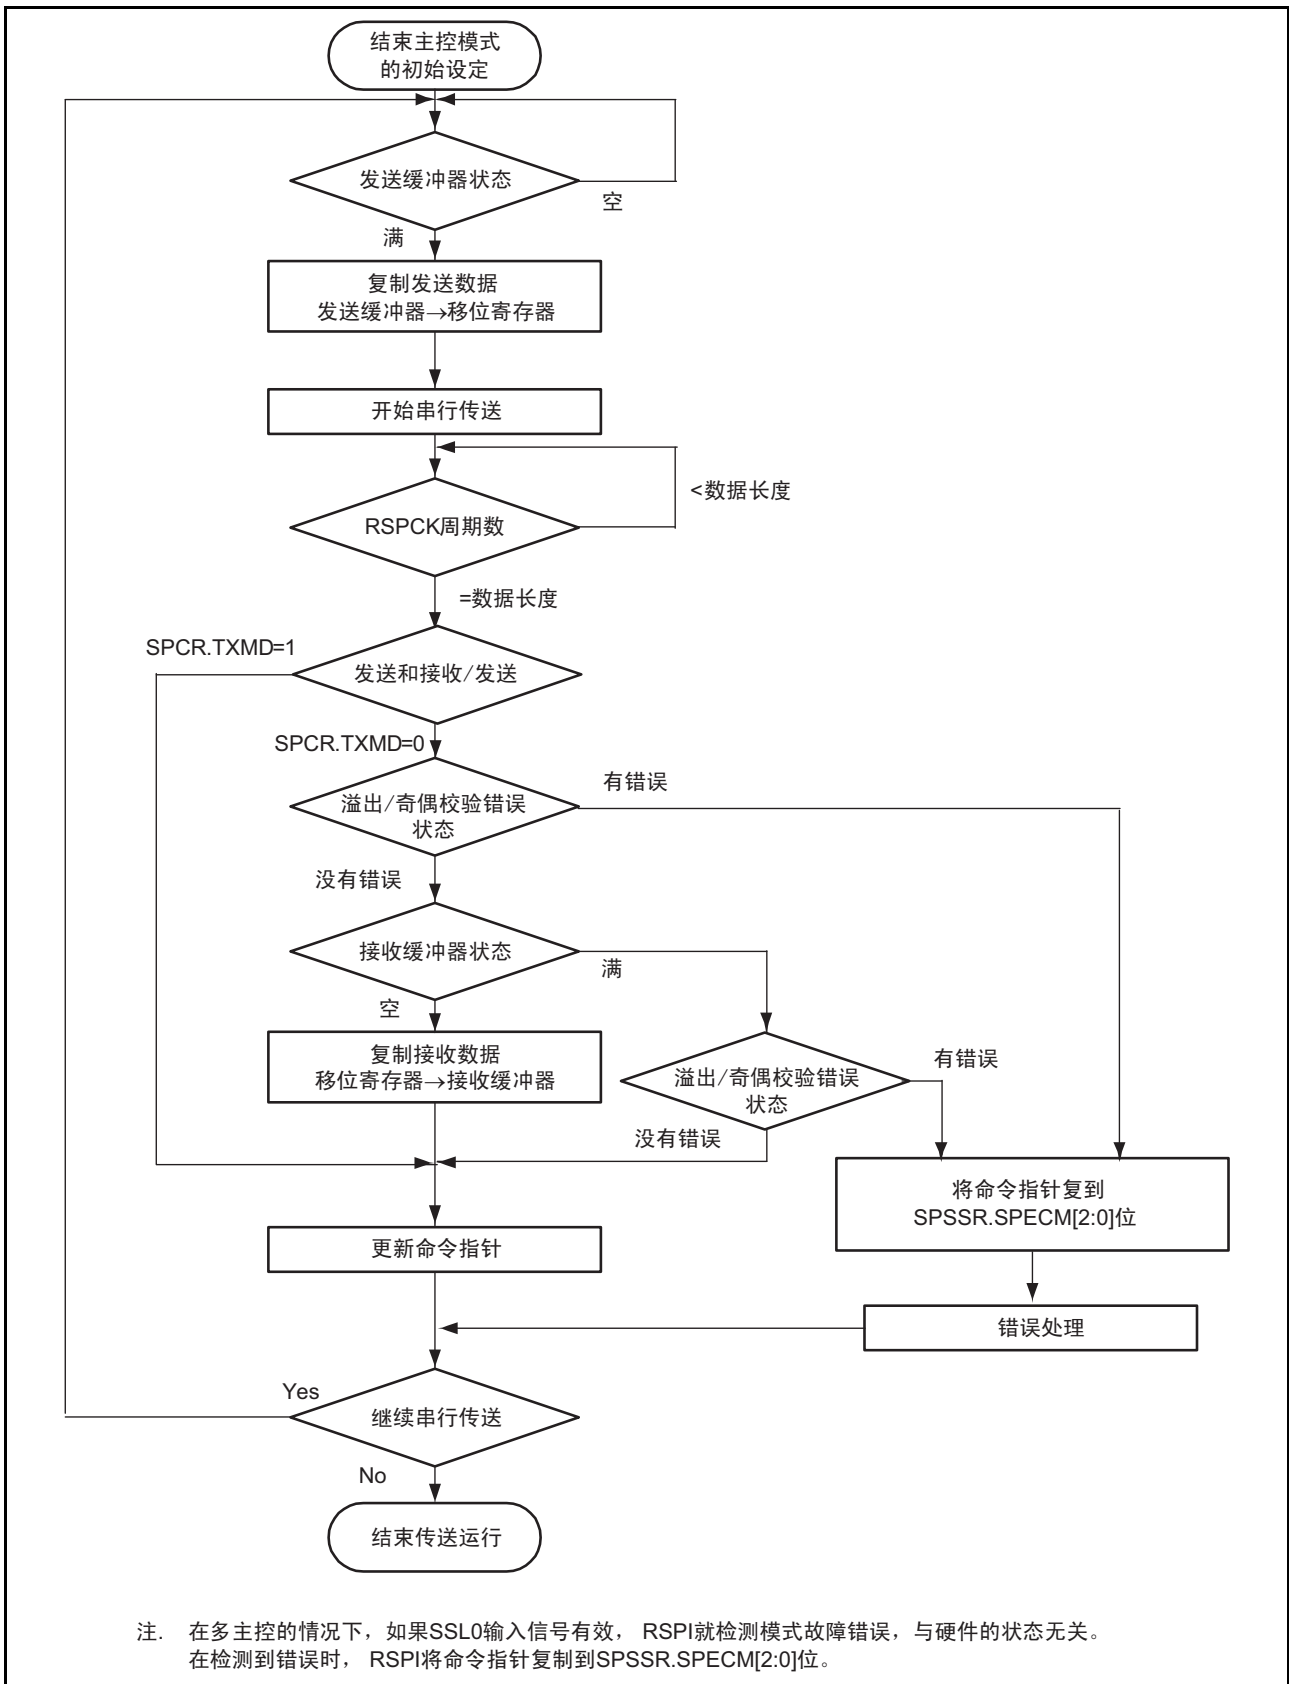 结束主控模式
的初始设定
发送缓冲器状态
空
满
复制发送数据
发送缓冲器→移位寄存器
开始串行传送
<数据长度
RSPCK周期数
=数据长度
SPCR.TXMD=1
发送和接收/发送
SPCR.TXMD=0
有错误
溢出/奇偶校验错误
状态
没有错误
接收缓冲器状态
满
空
复制接收数据
移位寄存器→接收缓冲器
有错误
溢出/奇偶校验错误
状态
没有错误
将命令指针复到
SPSSR.SPECM[2:0]位
更新命令指针
错误处理
Yes
继续串行传送
No
结束传送运行
注. 在多主控的情况下，如果SSL0输入信号有效， RSPI就检测模式故障错误，与硬件的状态无关。
在检测到错误时， RSPI将命令指针复制到SPSSR.SPECM[2:0]位。